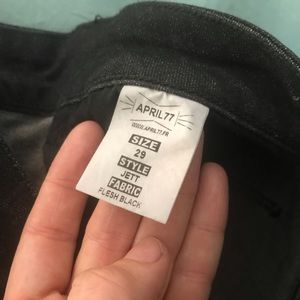 APRIL77
WWW.APRIL77.FR
SIZE
29
STYLE
JETT
FABRIC
FLESH BLACK